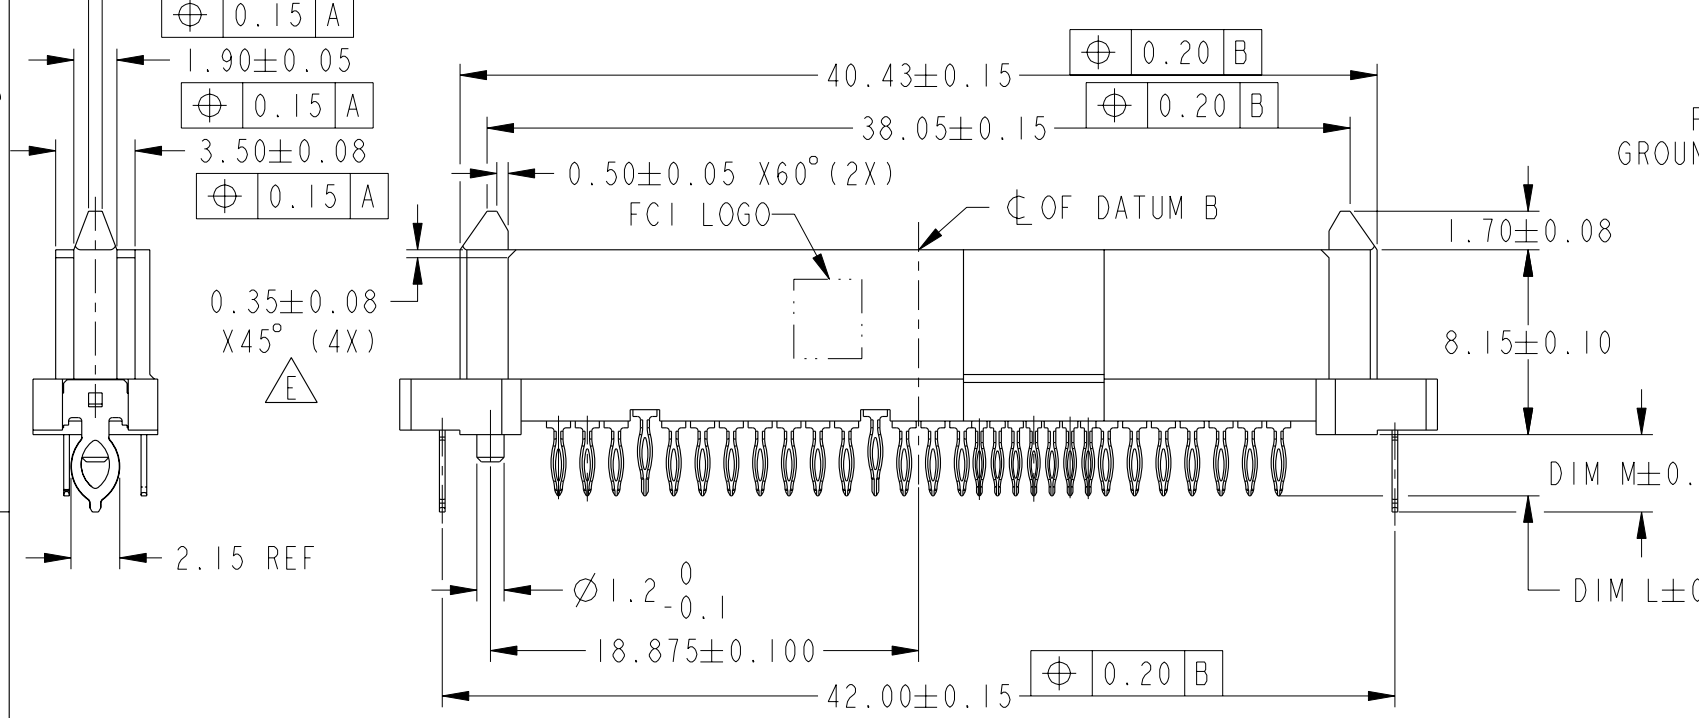 ⌖ 0.15 A
1.90±0.05
⌖ 0.15 A
3.50±0.08
⌖ 0.15 A
40.43±0.15
⌖ 0.20 B
⌖ 0.20 B
38.05±0.15
0.50±0.05 X60°(2X)
FCI LOGO
℄ OF DATUM B
GROUN
1.70±0.08
0.35±0.08
X45° (4X)
E
8.15±0.10
DIM M±0.
2.15 REF
Ø1.2 0
-0.1
DIM L±0
18.875±0.100
⌖ 0.20 B
42.00±0.15